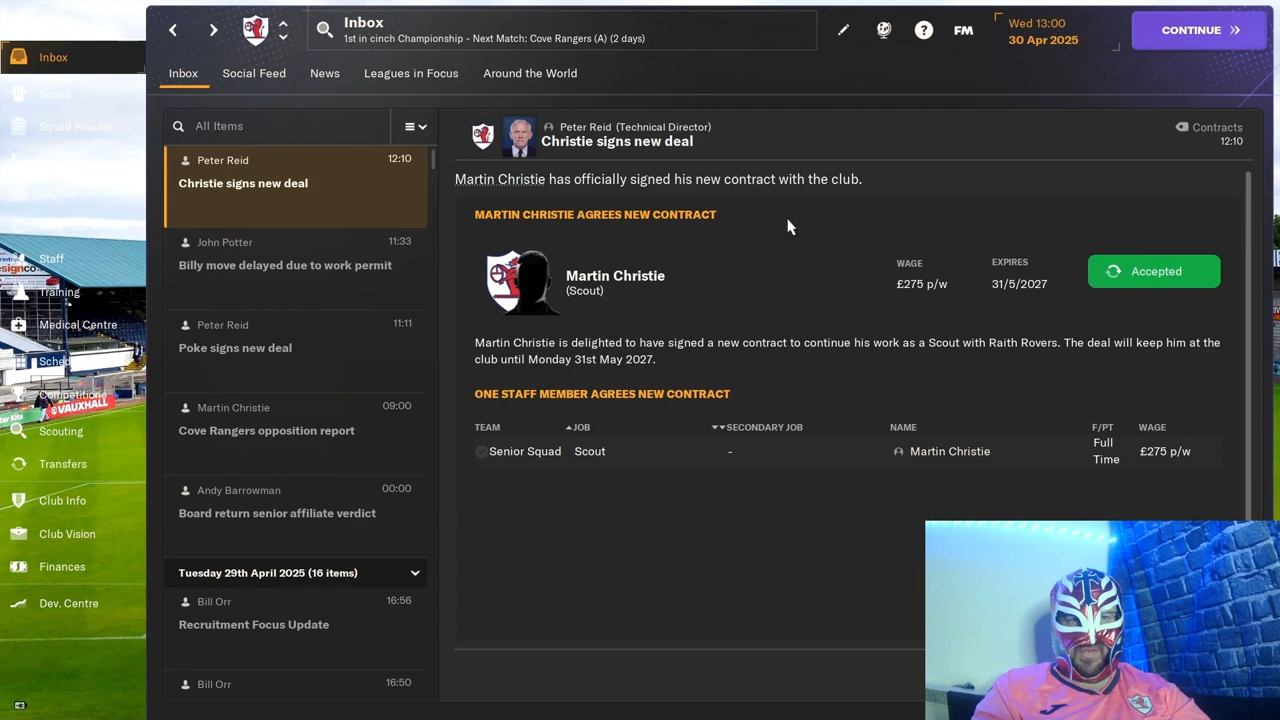 Inbox
1st in cinch Championship - Next Match: Cove Rangers (A) (2 days)
FM
Wed 13:00
30 Apr 2025
CONTINUE
Inbox
Squad
Squad Planner
Staff
Training
Medical Centre
Sched
Competitions
VAUXHALL
Scouting
Transfers
Club Info
Club Vision
Finances
Dev. Centre
Inbox Social Feed News Leagues in Focus Around the World
All Items
Peter Reid 12:10
Christie signs new deal
John Potter 11:33
Billy move delayed due to work permit
Peter Reid 11:11
Poke signs new deal
Martin Christie 09:00
Cove Rangers opposition report
Andy Barrowman 00:00
Board return senior affiliate verdict
Tuesday 29th April 2025 (16 items)
Bill Orr 16:56
Recruitment Focus Update
Bill Orr 16:50
Peter Reid (Technical Director)
Christie signs new deal
Contracts
12:10
Martin Christie has officially signed his new contract with the club.
MARTIN CHRISTIE AGREES NEW CONTRACT
Martin Christie
(Scout)
WAGE
£275 p/w
EXPIRES
31/5/2027
Accepted
Martin Christie is delighted to have signed a new contract to continue his work as a Scout with Raith Rovers. The deal will keep him at the
club until Monday 31st May 2027.
ONE STAFF MEMBER AGREES NEW CONTRACT
TEAM JOB SECONDARY JOB NAME F/PT WAGE
Senior Squad Scout - Martin Christie Full Time £275 p/w